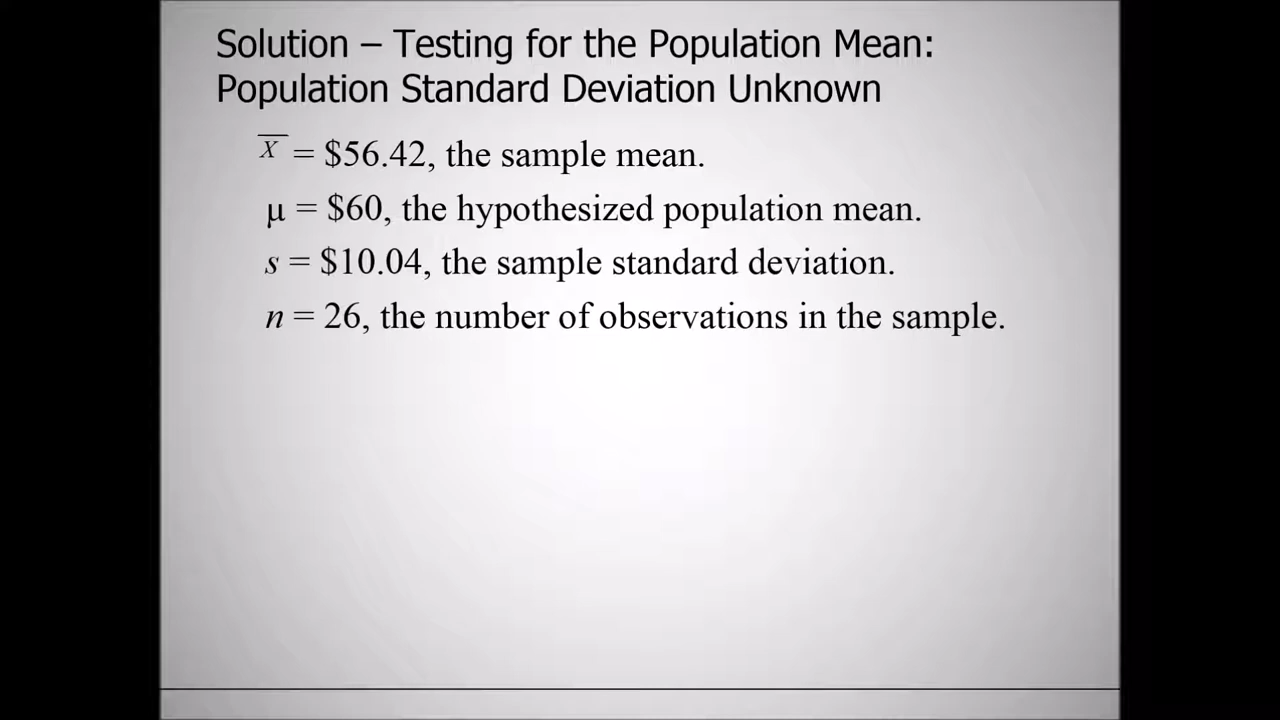 Solution – Testing for the Population Mean:
Population Standard Deviation Unknown
X̅ = $56.42, the sample mean.
μ = $60, the hypothesized population mean.
s = $10.04, the sample standard deviation.
n = 26, the number of observations in the sample.